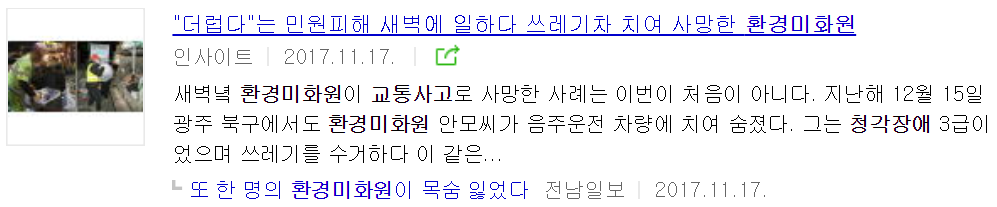 "더럽다"는 민원피해 새벽에 일하다 쓰레기차 치여 사망한 환경미화원
인사이트 | 2017.11.17. |
새벽녘 환경미화원이 교통사고로 사망한 사례는 이번이 처음이 아니다. 지난해 12월 15일
광주 북구에서도 환경미화원 안모씨가 음주운전 차량에 치여 숨졌다. 그는 청각장애 3급이
었으며 쓰레기를 수거하다 이 같은...
또 한 명의 환경미화원이 목숨 잃었다 전남일보 | 2017.11.17.